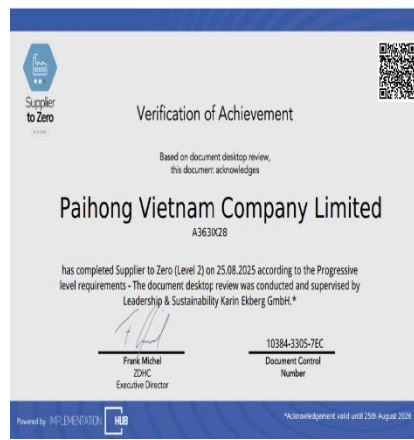 Supplier
to Zero
Verification of Achievement
Based on document desktop review,
this document acknowledges
Paihong Vietnam Company Limited
A363IX28
has completed Supplier to Zero (Level 2) on 25.08.2025 according to the Progressive
level requirements - The document desktop review was conducted and supervised by
Leadership & Sustainability Karin Ekberg GmbH.*
Frank Michel
ZDHC
Executive Director
10384-3305-7EC
Document Control
Number
Powered by IMPLEMENTATION HUB
*Acknowledgement valid until 25th August 2026